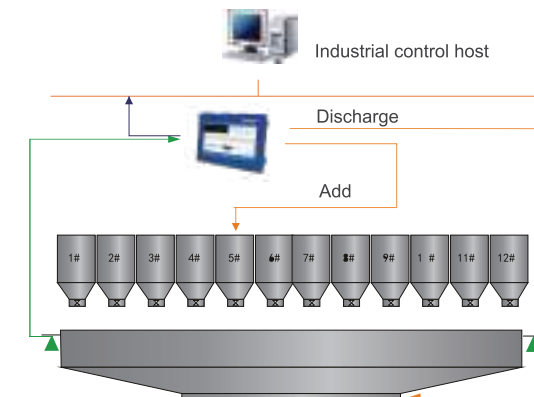 Industrial control host
Discharge
Add
1# 2# 3# 4# 5# 6# 7# 8# 9# 1 # 11# 12#